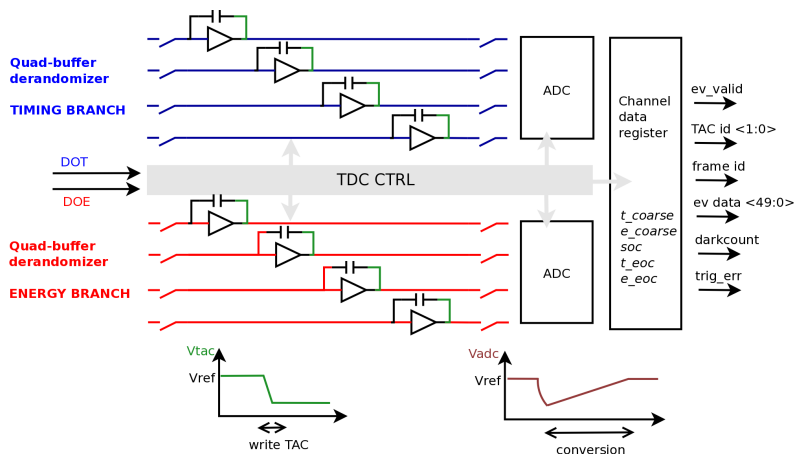 Quad-buffer
derandomizer
TIMING BRANCH
ADC
Channel
data
register
ev_valid
TAC id <1:0>
frame id
ev data <49:0>
darkcount
trig_err
DOT
DOE
TDC CTRL
t_coarse
e_coarse
soc
t_eoc
e_eoc
Quad-buffer
derandomizer
ENERGY BRANCH
ADC
Vtac
Vref
write TAC
Vadc
Vref
conversion